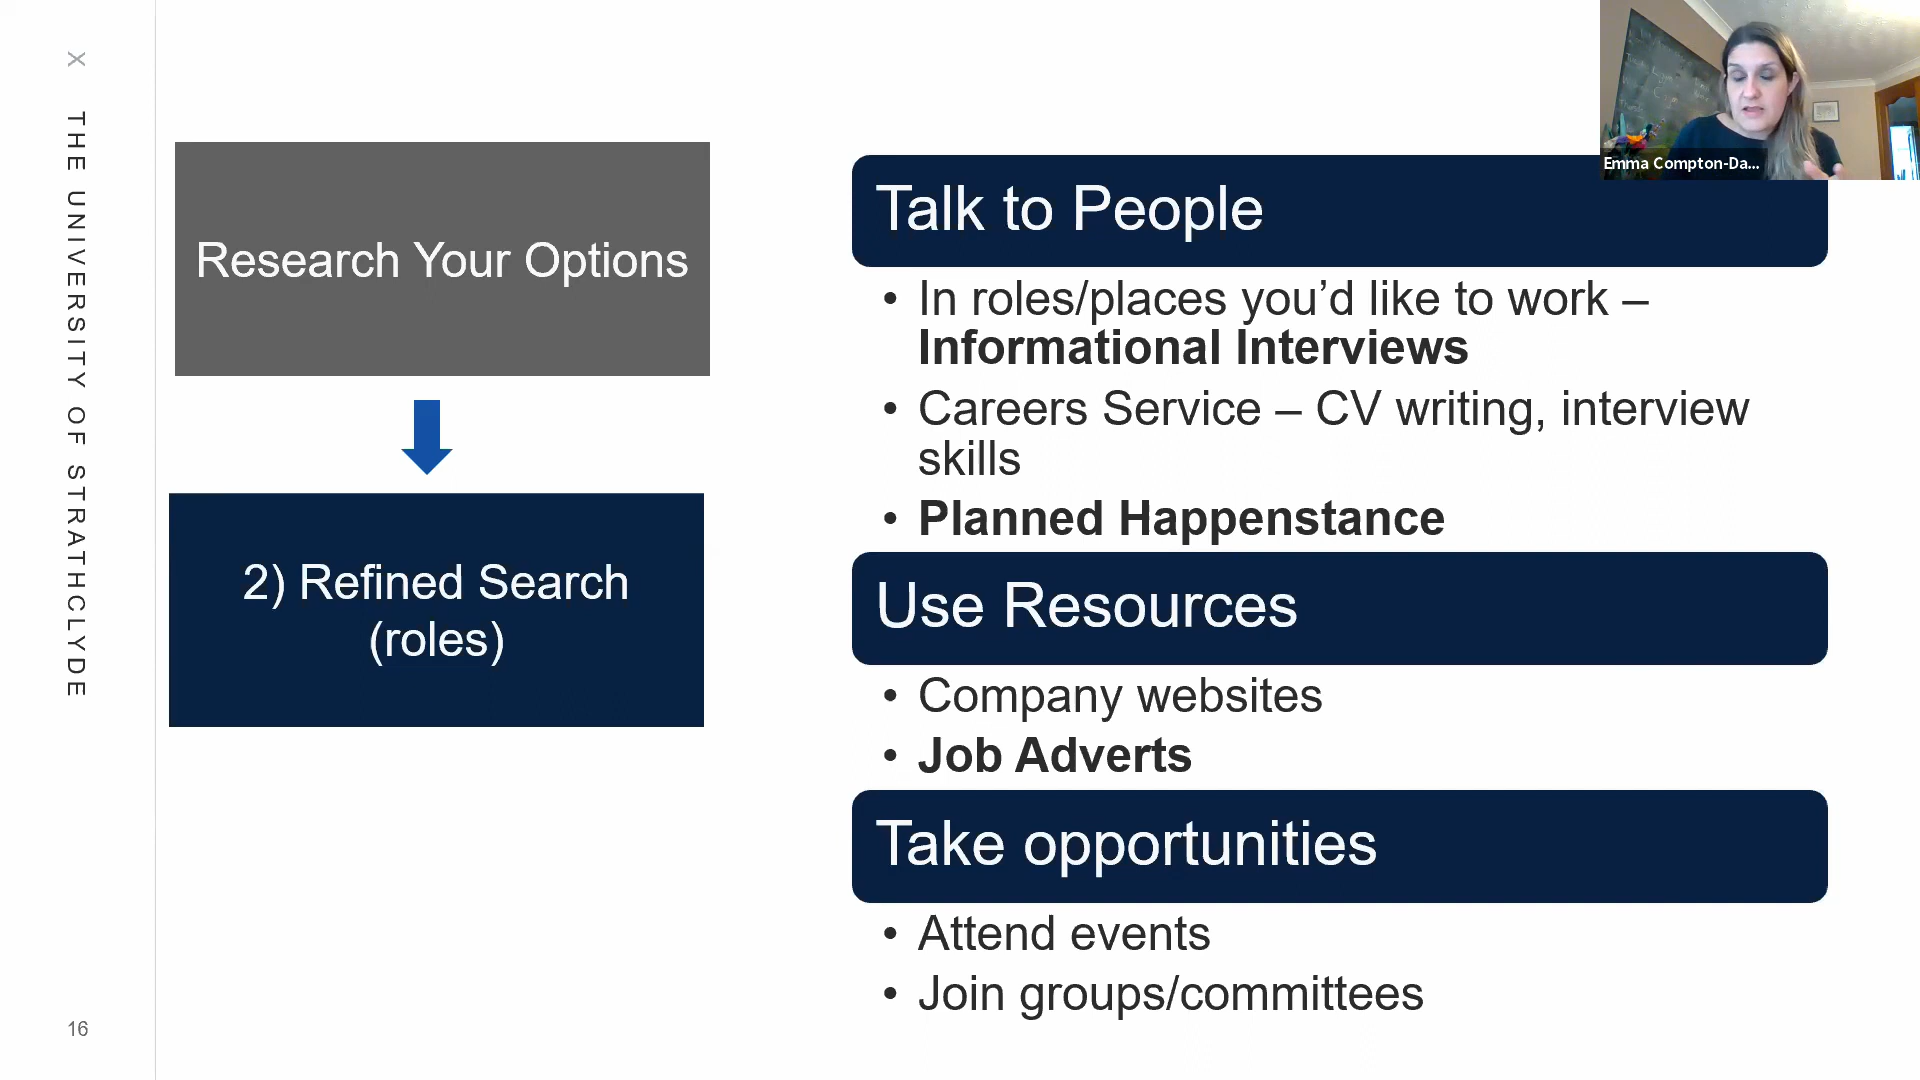 X THE UNIVERSITY OF STRATHCLYDE
Research Your Options
2) Refined Search
(roles)
Talk to People
• In roles/places you’d like to work –
Informational Interviews
• Careers Service – CV writing, interview
skills
• Planned Happenstance
Use Resources
• Company websites
• Job Adverts
Take opportunities
• Attend events
• Join groups/committees
Emma Compton-Da...
16